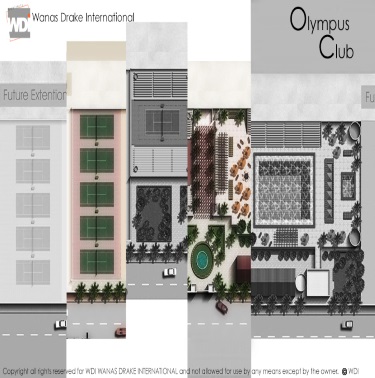 WDI
Wanas Drake International
Olympus
Club
Future Extention
Fu
Copyright all rights reserved for WDI WANAS DRAKE INTERNATIONAL and not allowed for use by any means except by the owner. © WDI